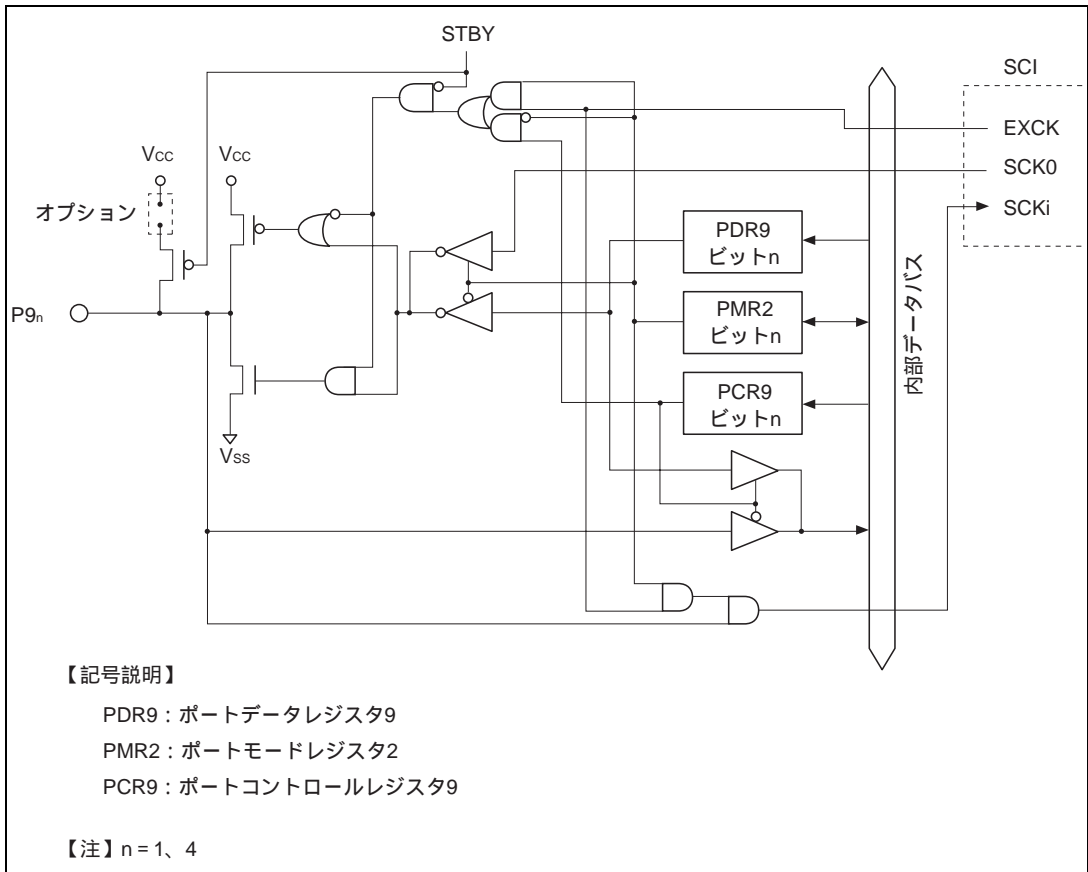 STBY
SCI
EXCK
SCK0
SCKi
VCC
VCC
オプション
PDR9
ビットn
PMR2
ビットn
PCR9
ビットn
内部データバス
P9n
VSS
【記号説明】
PDR9：ポートデータレジスタ9
PMR2：ポートモードレジスタ2
PCR9：ポートコントロールレジスタ9
【注】n = 1、4